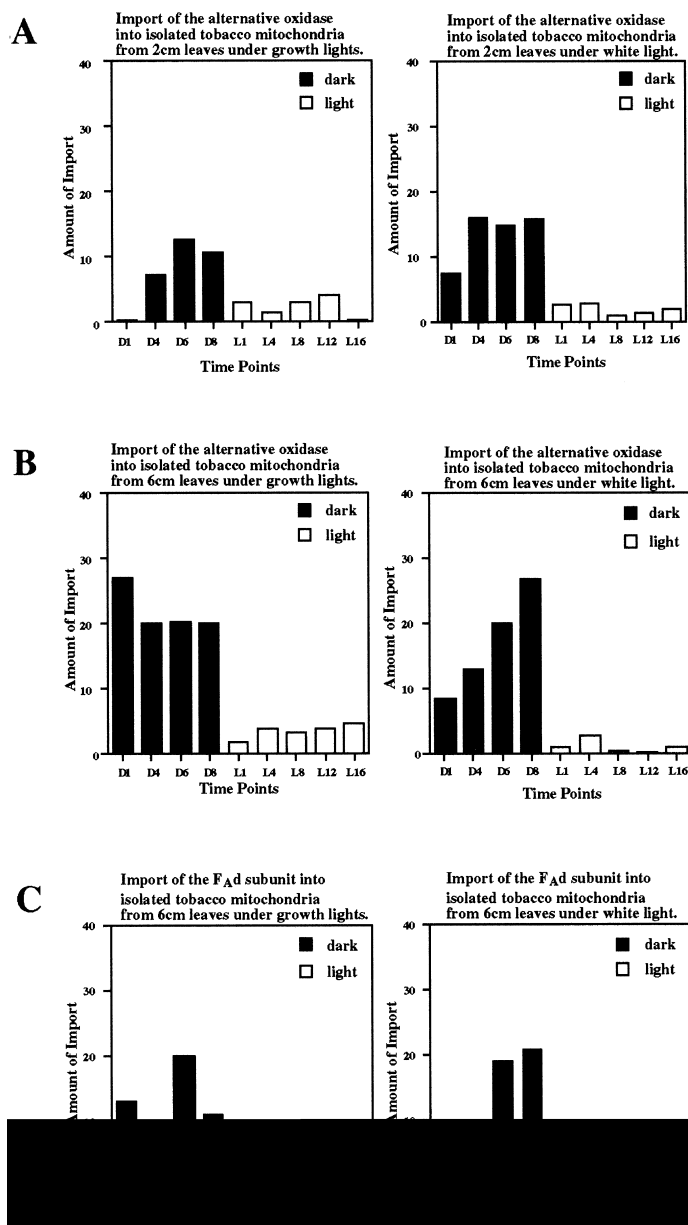 A
Import of the alternative oxidase
into isolated tobacco mitochondria
from 2cm leaves under growth lights.
40
30
20
10
0
Amount of Import
dark
light
D1 D4 D6 D8 L1 L4 L8 L12 L16
Time Points
Import of the alternative oxidase
into isolated tobacco mitochondria
from 2cm leaves under white light.
40
30
20
10
0
Amount of Import
dark
light
D1 D4 D6 D8 L1 L4 L8 L12 L16
Time Points
B
Import of the alternative oxidase
into isolated tobacco mitochondria
from 6cm leaves under growth lights.
40
30
20
10
0
Amount of Import
dark
light
D1 D4 D6 D8 L1 L4 L8 L12 L16
Time Points
Import of the alternative oxidase
into isolated tobacco mitochondria
from 6cm leaves under white light.
40
30
20
10
0
Amount of Import
dark
light
D1 D4 D6 D8 L1 L4 L8 L12 L16
Time Points
C
Import of the FAd subunit into
isolated tobacco mitochondria
from 6cm leaves under growth lights.
40
30
20
Amount of Import
dark
light
Import of the FAd subunit into
isolated tobacco mitochondria
from 6cm leaves under white light.
40
30
20
Amount of Import
dark
light